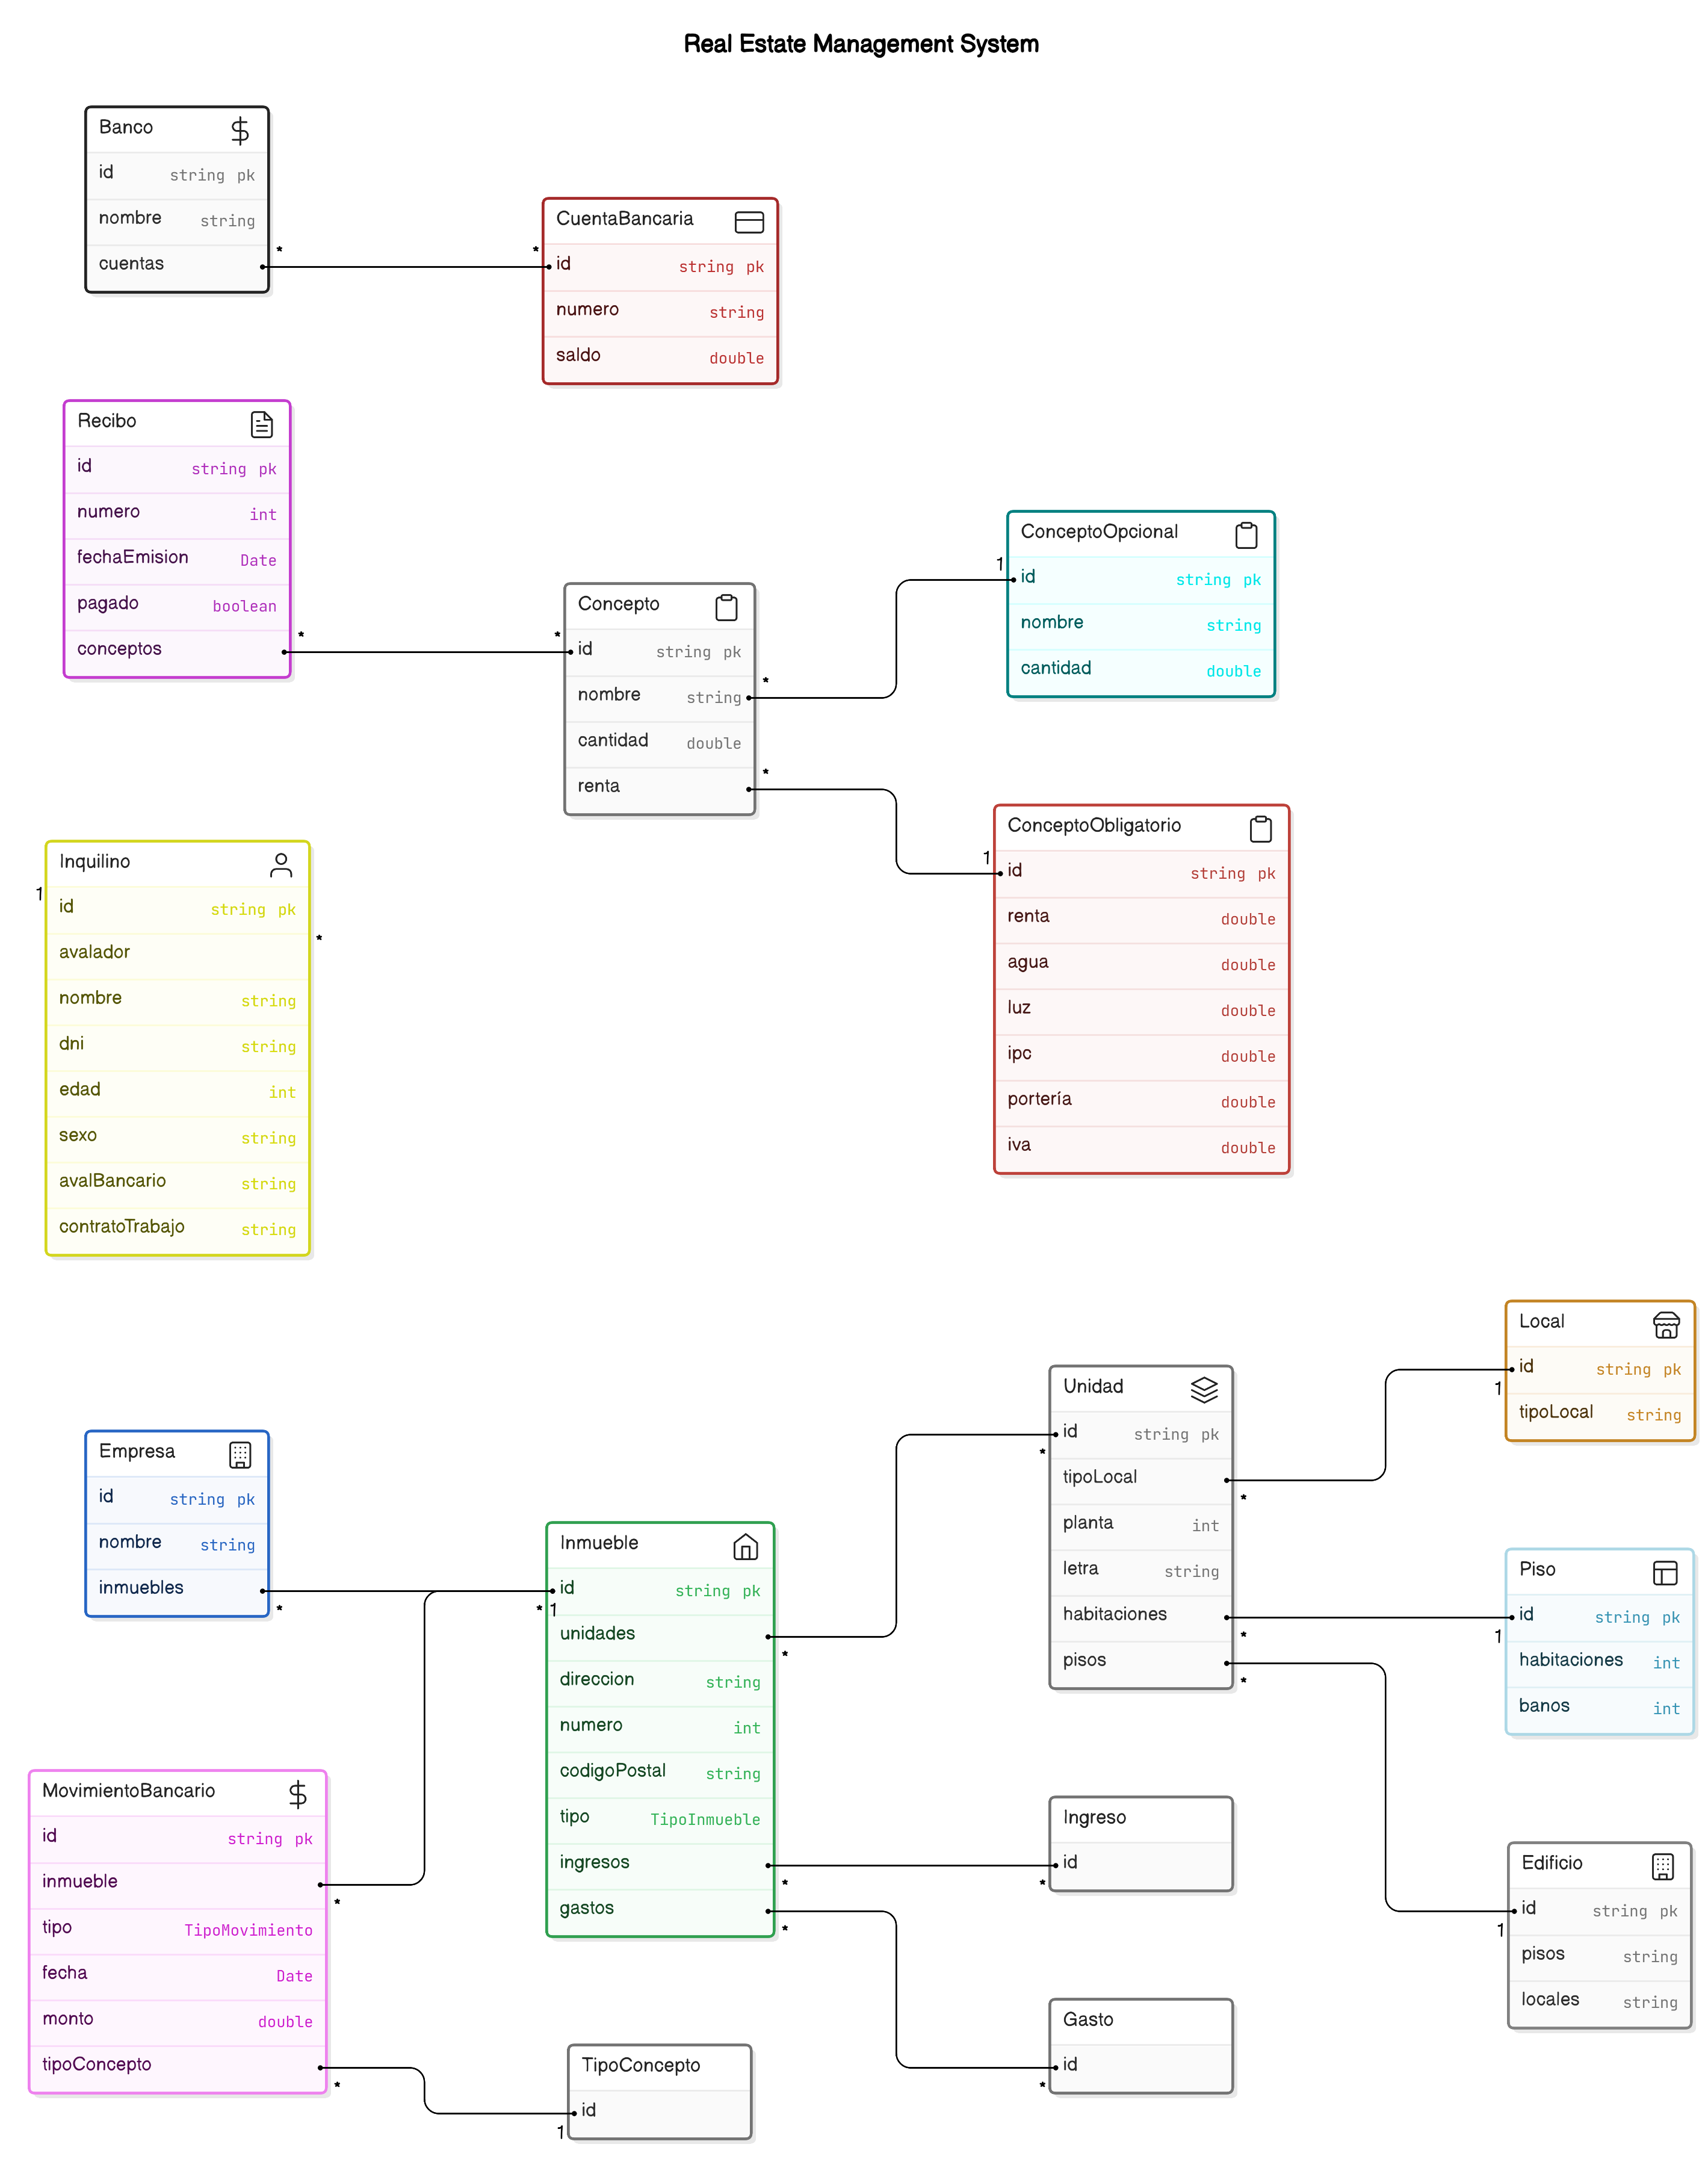 Real Estate Management System
Banco
id string pk
nombre string
cuentas
*
*
CuentaBancaria
id string pk
numero string
saldo double
Recibo
id string pk
numero int
fechaEmision Date
pagado boolean
conceptos
*
*
Concepto
id string pk
nombre string
cantidad double
renta
*
*
1
ConceptoOpcional
id string pk
nombre string
cantidad double
1
ConceptoObligatorio
id string pk
renta double
agua double
luz double
ipc double
portería double
iva double
Inquilino
1
id string pk
*
avalador
nombre string
dni string
edad int
sexo string
avalBancario string
contratoTrabajo string
Empresa
id string pk
nombre string
inmuebles
*
MovimientoBancario
id string pk
inmueble
*
tipo TipoMovimiento
fecha Date
monto double
tipoConcepto
*
Inmueble
id string pk
* 1
unidades
*
direccion string
numero int
codigoPostal string
tipo TipoInmueble
ingresos
*
gastos
*
TipoConcepto
id
1
Unidad
id string pk
*
tipoLocal
*
planta int
letra string
habitaciones
*
pisos
*
Ingreso
id
*
Gasto
id
*
Local
id string pk
1
tipoLocal string
Piso
id string pk
1
habitaciones int
banos int
Edificio
id string pk
1
pisos string
locales string